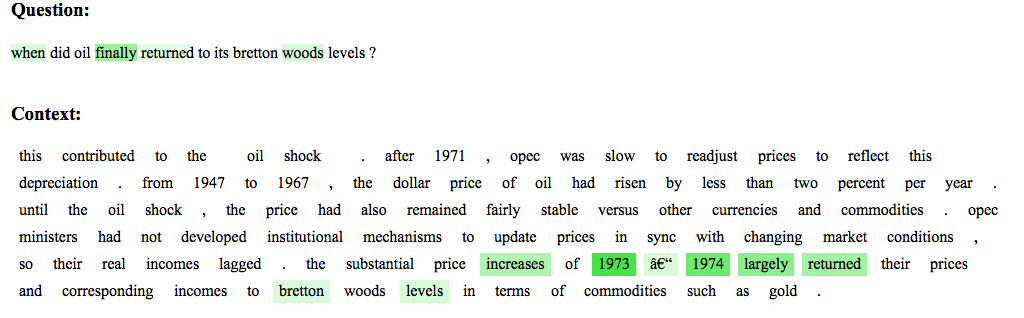 Question:
when did oil finally returned to its bretton woods levels ?
Context:
this contributed to the oil shock . after 1971 , opec was slow to readjust prices to reflect this
depreciation . from 1947 to 1967 , the dollar price of oil had risen by less than two percent per year .
until the oil shock , the price had also remained fairly stable versus other currencies and commodities . opec
ministers had not developed institutional mechanisms to update prices in sync with changing market conditions ,
so their real incomes lagged . the substantial price increases of 1973 â€“ 1974 largely returned their prices
and corresponding incomes to bretton woods levels in terms of commodities such as gold .